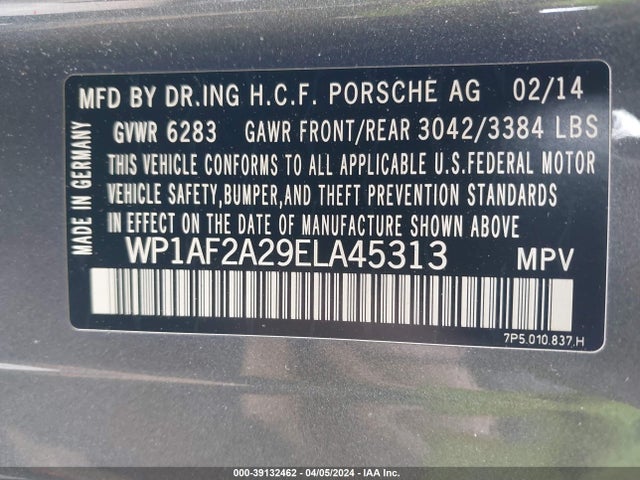 MFD BY DR.ING H.C.F. PORSCHE AG 02/14
GVWR 6283 GAWR FRONT/REAR 3042/3384 LBS
THIS VEHICLE CONFORMS TO ALL APPLICABLE U.S.FEDERAL MOTOR
VEHICLE SAFETY,BUMPER,AND THEFT PREVENTION STANDARDS
IN EFFECT ON THE DATE OF MANUFACTURE SHOWN ABOVE.
WP1AF2A29ELA45313 MPV
MADE IN GERMANY
7P5.010.837.H
000-39132462 - 04/05/2024 - IAA Inc.